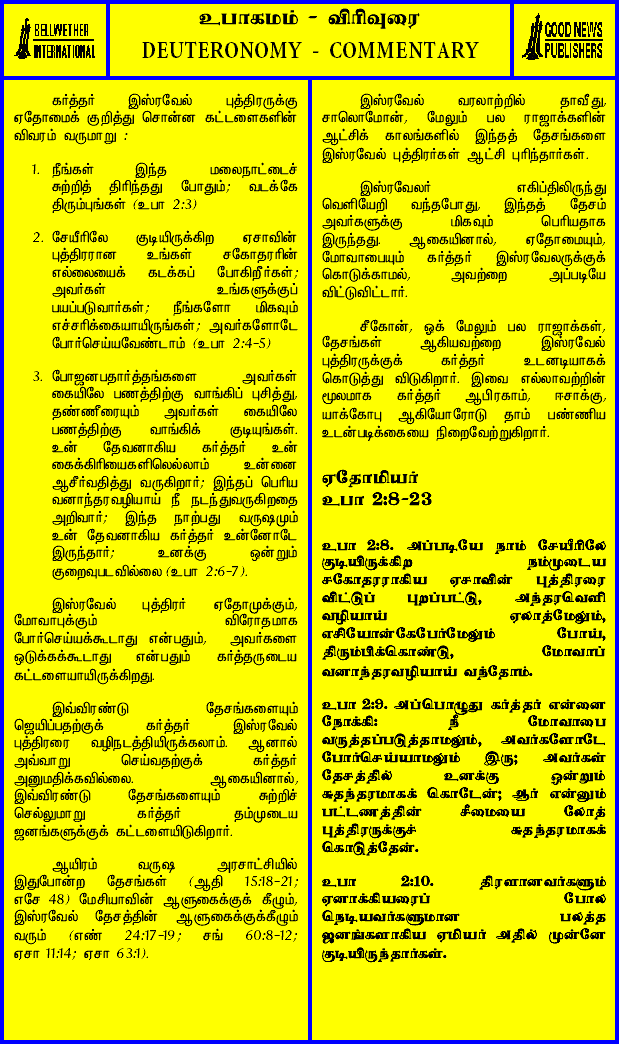 BELLWETHER
INTERNATIONAL
உபாகமம் - விரிவுரை
DEUTERONOMY - COMMENTARY
GOOD NEWS
PUBLISHERS
கர்த்தர் இஸ்ரவேல் புத்திரருக்கு
ஏதோமைக் குறித்து சொன்ன கட்டளைகளின்
விவரம் வருமாறு :
1. நீங்கள் இந்த மலைநாட்டைச்
சுற்றித் திரிந்தது போதும்; வடக்கே
திரும்புங்கள் (உபா 2:3)
2. சேயீரிலே குடியிருக்கிற ஏசாவின்
புத்திரரான உங்கள் சகோதரரின்
எல்லையைக் கடக்கப் போகிறீர்கள்;
அவர்கள் உங்களுக்குப்
பயப்படுவார்கள்; நீங்களோ மிகவும்
எச்சரிக்கையாயிருங்கள்; அவர்களோடே
போர்செய்யவேண்டாம் (உபா 2:4-5)
3. போஜனபதார்த்தங்களை அவர்கள்
கையிலே பணத்திற்கு வாங்கிப் புசித்து,
தண்ணீரையும் அவர்கள் கையிலே
பணத்திற்கு வாங்கிக் குடியுங்கள்.
உன் தேவனாகிய கர்த்தர் உன்
கைக்கிரியைகளிலெல்லாம் உன்னை
ஆசீர்வதித்து வருகிறார்; இந்தப் பெரிய
வனாந்தரவழியாய் நீ நடந்துவருகிறதை
அறிவார்; இந்த நாற்பது வருஷமும்
உன் தேவனாகிய கர்த்தர் உன்னோடே
இருந்தார்; உனக்கு ஒன்றும்
குறைவுபடவில்லை (உபா 2:6-7).
இஸ்ரவேல் புத்திரர் ஏதோமுக்கும்,
மோவாபுக்கும் விரோதமாக
போர்செய்யக்கூடாது என்பதும், அவர்களை
ஒடுக்கக்கூடாது என்பதும் கர்த்தருடைய
கட்டளையாயிருக்கிறது.
இவ்விரண்டு தேசங்களையும்
ஜெயிப்பதற்குக் கர்த்தர் இஸ்ரவேல்
புத்திரரை வழிநடத்தியிருக்கலாம். ஆனால்
அவ்வாறு செய்வதற்குக் கர்த்தர்
அனுமதிக்கவில்லை. ஆகையினால்,
இவ்விரண்டு தேசங்களையும் சுற்றிச்
செல்லுமாறு கர்த்தர் தம்முடைய
ஜனங்களுக்குக் கட்டளையிடுகிறார்.
ஆயிரம் வருஷ அரசாட்சியில்
இதுபோன்ற தேசங்கள் (ஆதி 15:18-21;
எசே 48) மேசியாவின் ஆளுகைக்குக் கீழும்,
இஸ்ரவேல் தேசத்தின் ஆளுகைக்குக்கீழும்
வரும் (எண் 24:17-19; சங் 60:8-12;
ஏசா 11:14; ஏசா 63:1).
இஸ்ரவேல் வரலாற்றில் தாவீது,
சாலொமோன், மேலும் பல ராஜாக்களின்
ஆட்சிக் காலங்களில் இந்தத் தேசங்களை
இஸ்ரவேல் புத்திரர்கள் ஆட்சி புரிந்தார்கள்.
இஸ்ரவேலர் எகிப்திலிருந்து
வெளியேறி வந்தபோது, இந்தத் தேசம்
அவர்களுக்கு மிகவும் பெரியதாக
இருந்தது. ஆகையினால், ஏதோமையும்,
மோவாபையும் கர்த்தர் இஸ்ரவேலருக்குக்
கொடுக்காமல், அவற்றை அப்படியே
விட்டுவிட்டார்.
சீகோன், ஓக் மேலும் பல ராஜாக்கள்,
தேசங்கள் ஆகியவற்றை இஸ்ரவேல்
புத்திரருக்குக் கர்த்தர் உடனடியாகக்
கொடுத்து விடுகிறார். இவை எல்லாவற்றின்
மூலமாக கர்த்தர் ஆபிரகாம், ஈசாக்கு,
யாக்கோபு ஆகியோரோடு தாம் பண்ணிய
உடன்படிக்கையை நிறைவேற்றுகிறார்.
ஏதோமியர்
உபா 2:8-23
உபா 2:8. அப்படியே நாம் சேயீரிலே
குடியிருக்கிற நம்முடைய
சகோதரராகிய ஏசாவின் புத்திரரை
விட்டுப் புறப்பட்டு, அந்தரவெளி
வழியாய் ஏலாத்மேலும்,
எசியோன்கேபேர்மேலும் போய்,
திரும்பிக்கொண்டு, மோவாப்
வனாந்தரவழியாய் வந்தோம்.
உபா 2:9. அப்பொழுது கர்த்தர் என்னை
நோக்கி: நீ மோவாபை
வருத்தப்படுத்தாமலும், அவர்களோடே
போர்செய்யாமலும் இரு; அவர்கள்
தேசத்தில் உனக்கு ஒன்றும்
சுதந்தரமாகக் கொடேன்; ஆர் என்னும்
பட்டணத்தின் சீமையை லோத்
புத்திரருக்குச் சுதந்தரமாகக்
கொடுத்தேன்.
உபா 2:10. திரளானவர்களும்
ஏனாக்கியரைப் போல
நெடியவர்களுமான பலத்த
ஜனங்களாகிய ஏமியர் அதில் முன்னே
குடியிருந்தார்கள்.